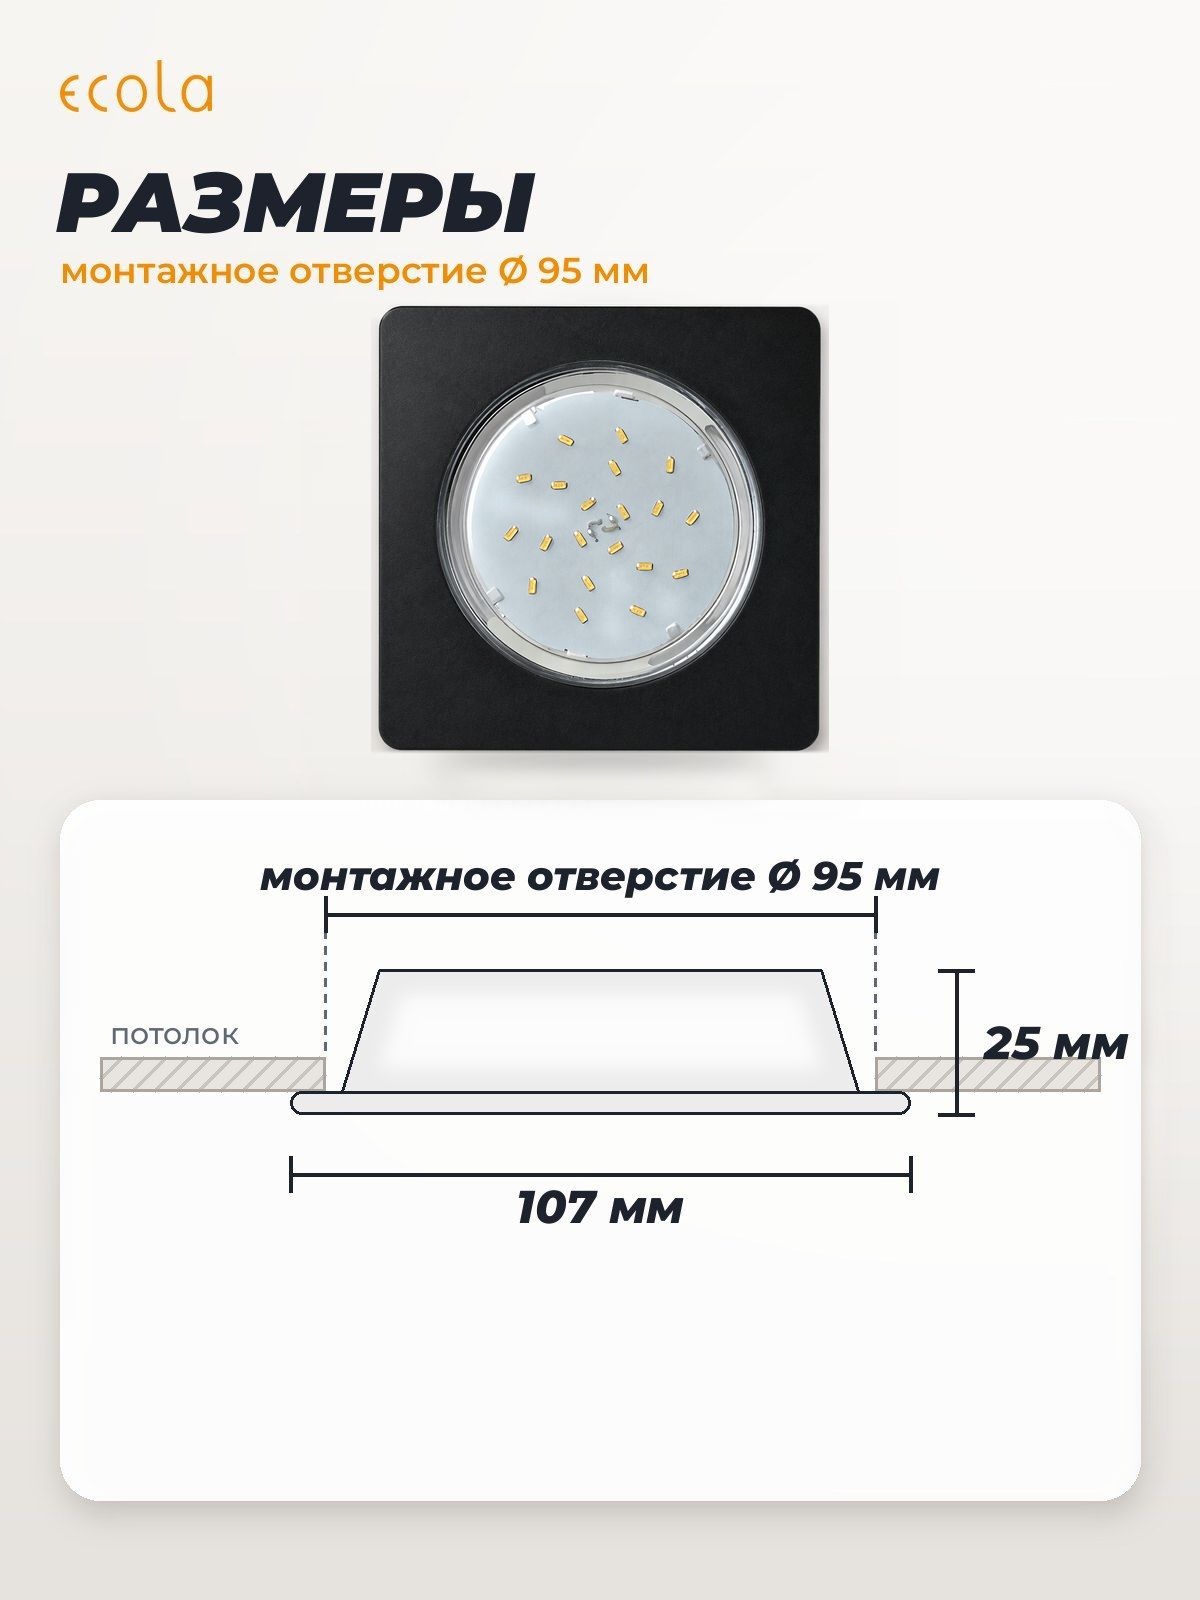 ecola
РАЗМЕРЫ
монтажное отверстие Ø 95 мм
монтажное отверстие Ø 95 мм
потолок
25 мм
107 мм